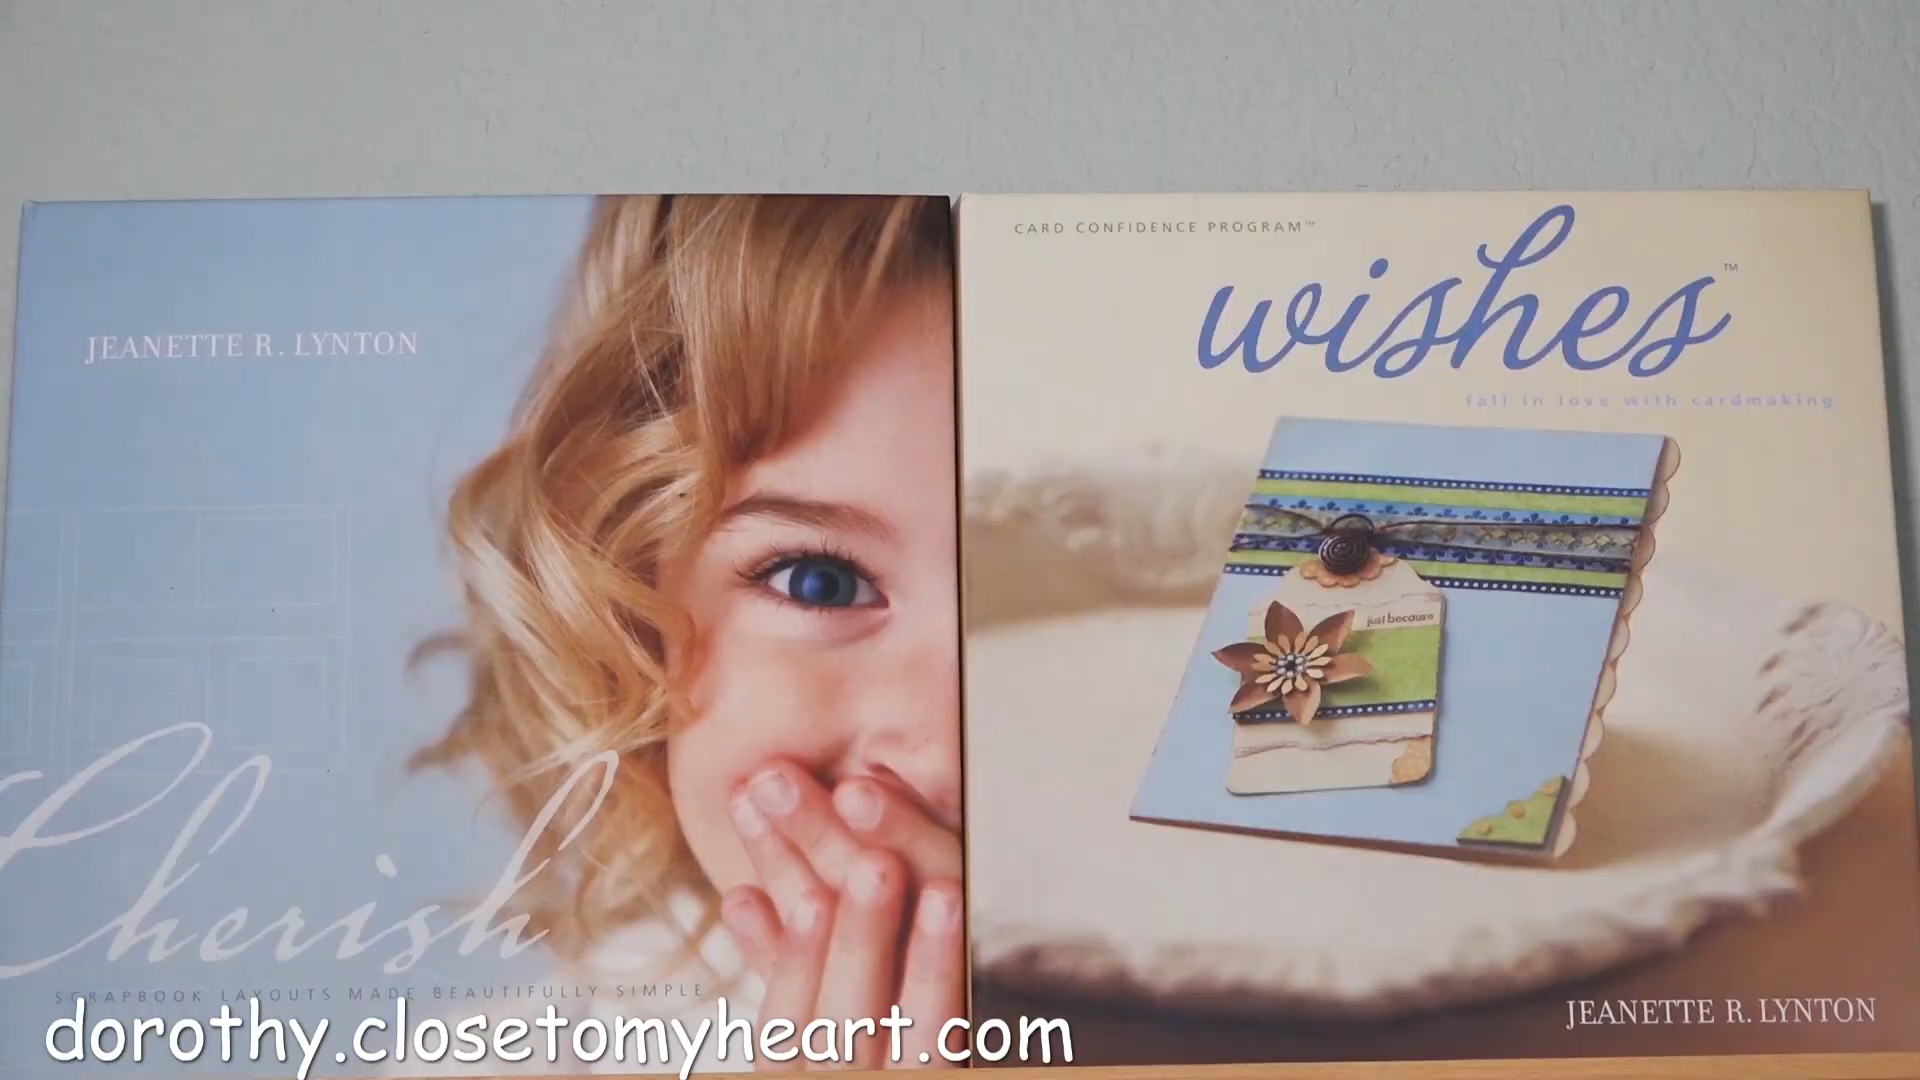 JEANETTE R. LYNTON
Cherish
SCRAPBOOK LAYOUTS MADE BEAUTIFULLY SIMPLE
CARD CONFIDENCE PROGRAM™
wishes™
fall in love with cardmaking
just because
JEANETTE R. LYNTON
dorothy.closetomyheart.com